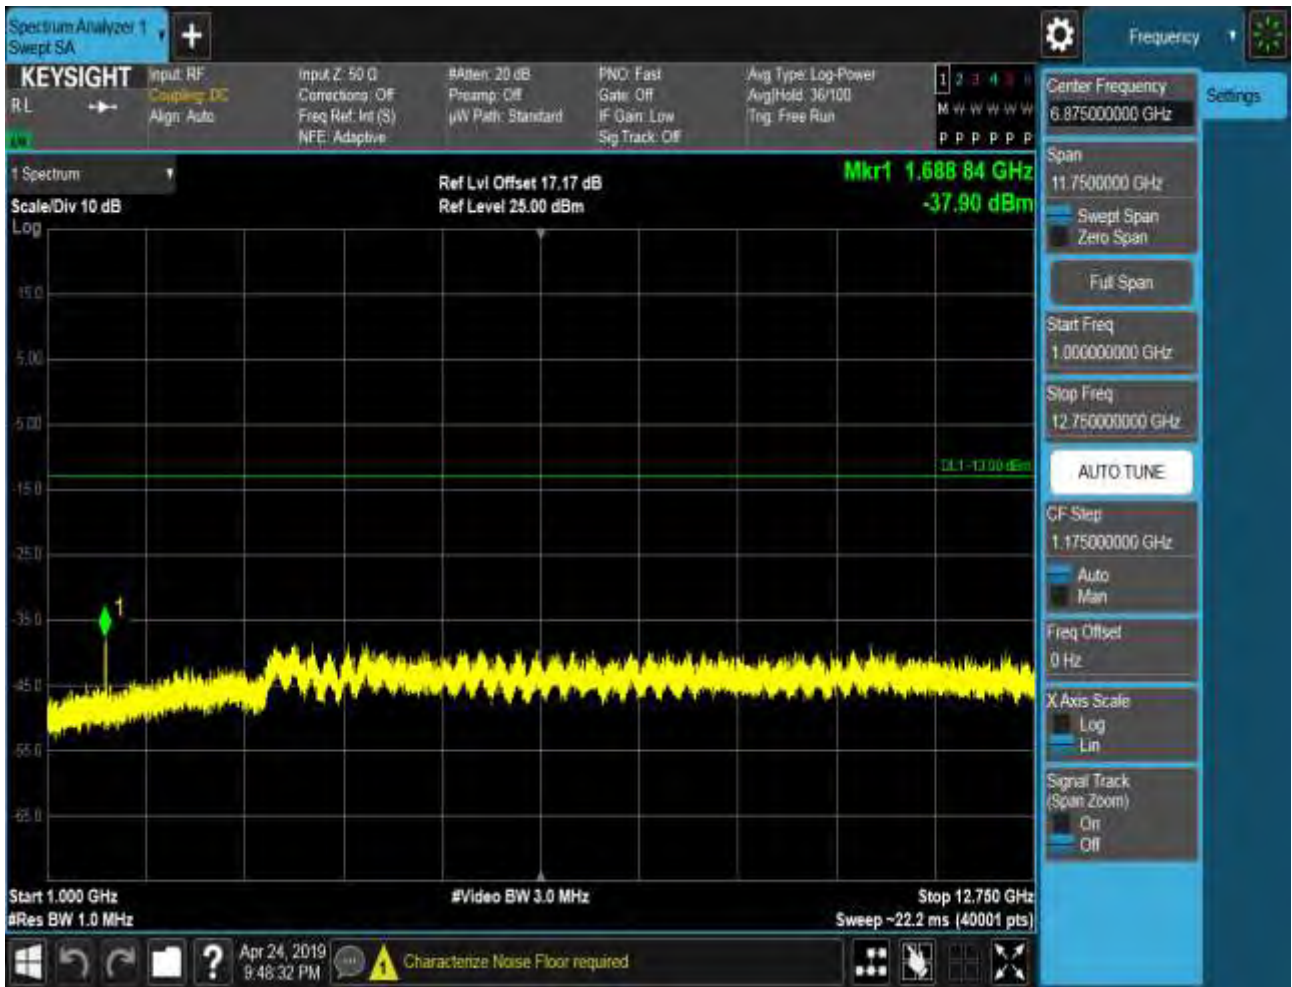 Spectrum Analyzer 1
Swept SA
Frequency
KEYSIGHT
RL
Input: RF
Coupling: DC
Align: Auto
Input Z: 50 Ω
Corrections: Off
Freq Ref: Int (S)
NFE: Adaptive
#Atten: 20 dB
Preamp: Off
µW Path: Standard
PNO: Fast
Gate: Off
IF Gain: Low
Sig Track: Off
Avg Type: Log-Power
Avg|Hold: 36/100
Trig: Free Run
1 2 3 4 5 6
M W W W W W
P P P P P P
1 Spectrum
Scale/Div 10 dB
Log
Ref Lvl Offset 17.17 dB
Ref Level 25.00 dBm
Mkr1 1.688 84 GHz
-37.90 dBm
15.0
5.00
-5.00
DL1 -13.00 dBm
-15.0
-25.0
-35.0
1
-45.0
-55.0
-65.0
Start 1.000 GHz
#Res BW 1.0 MHz
#Video BW 3.0 MHz
Stop 12.750 GHz
Sweep ~22.2 ms (40001 pts)
Center Frequency
6.875000000 GHz
Settings
Span
11.7500000 GHz
Swept Span
Zero Span
Full Span
Start Freq
1.000000000 GHz
Stop Freq
12.750000000 GHz
AUTO TUNE
CF Step
1.175000000 GHz
Auto
Man
Freq Offset
0 Hz
X Axis Scale
Log
Lin
Signal Track
(Span Zoom)
On
Off
?
Apr 24, 2019
9:48:32 PM
Characterize Noise Floor required